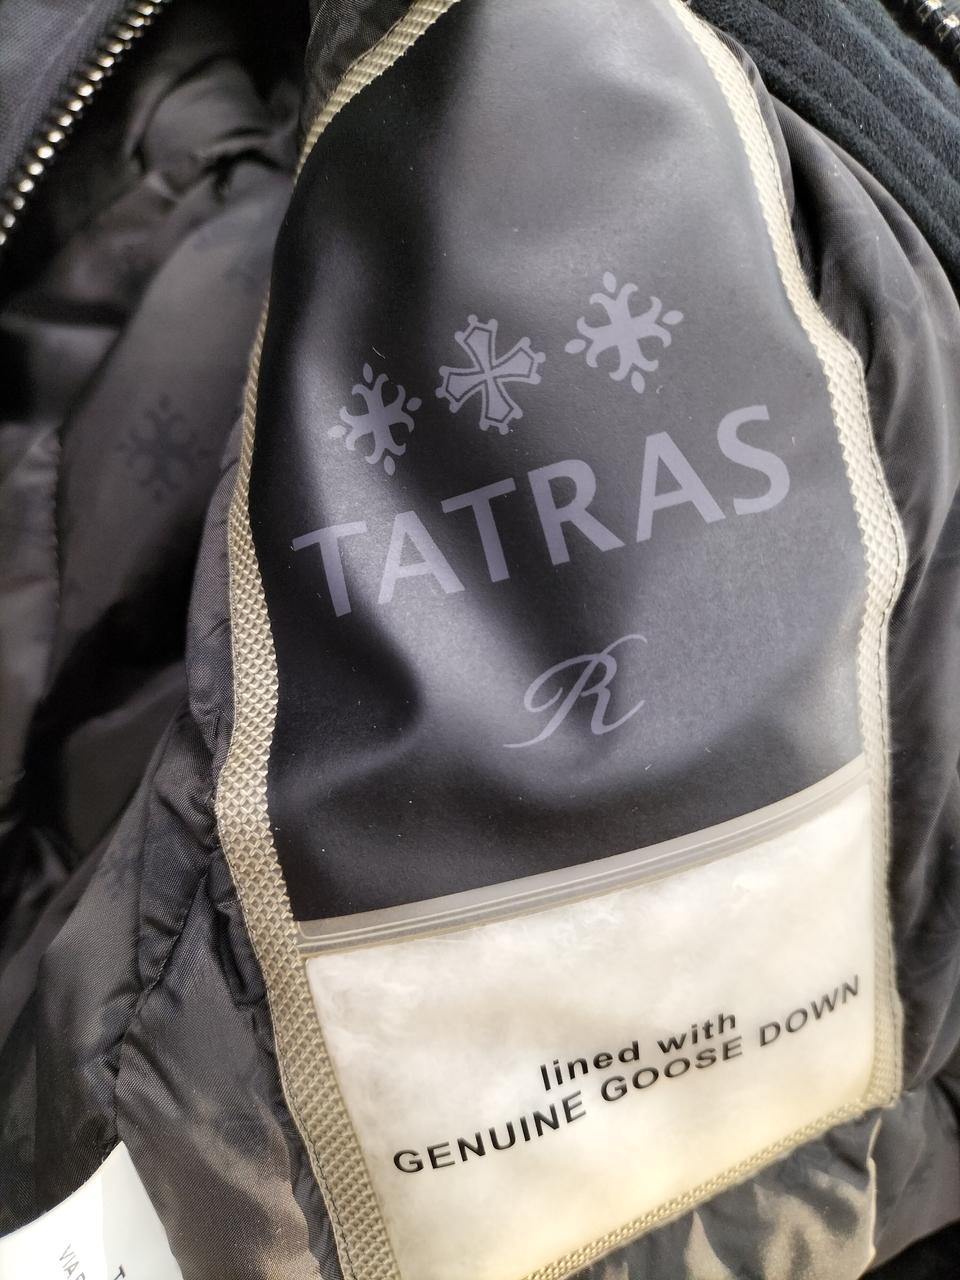 TATRAS
R
lined with
GENUINE GOOSE DOWN